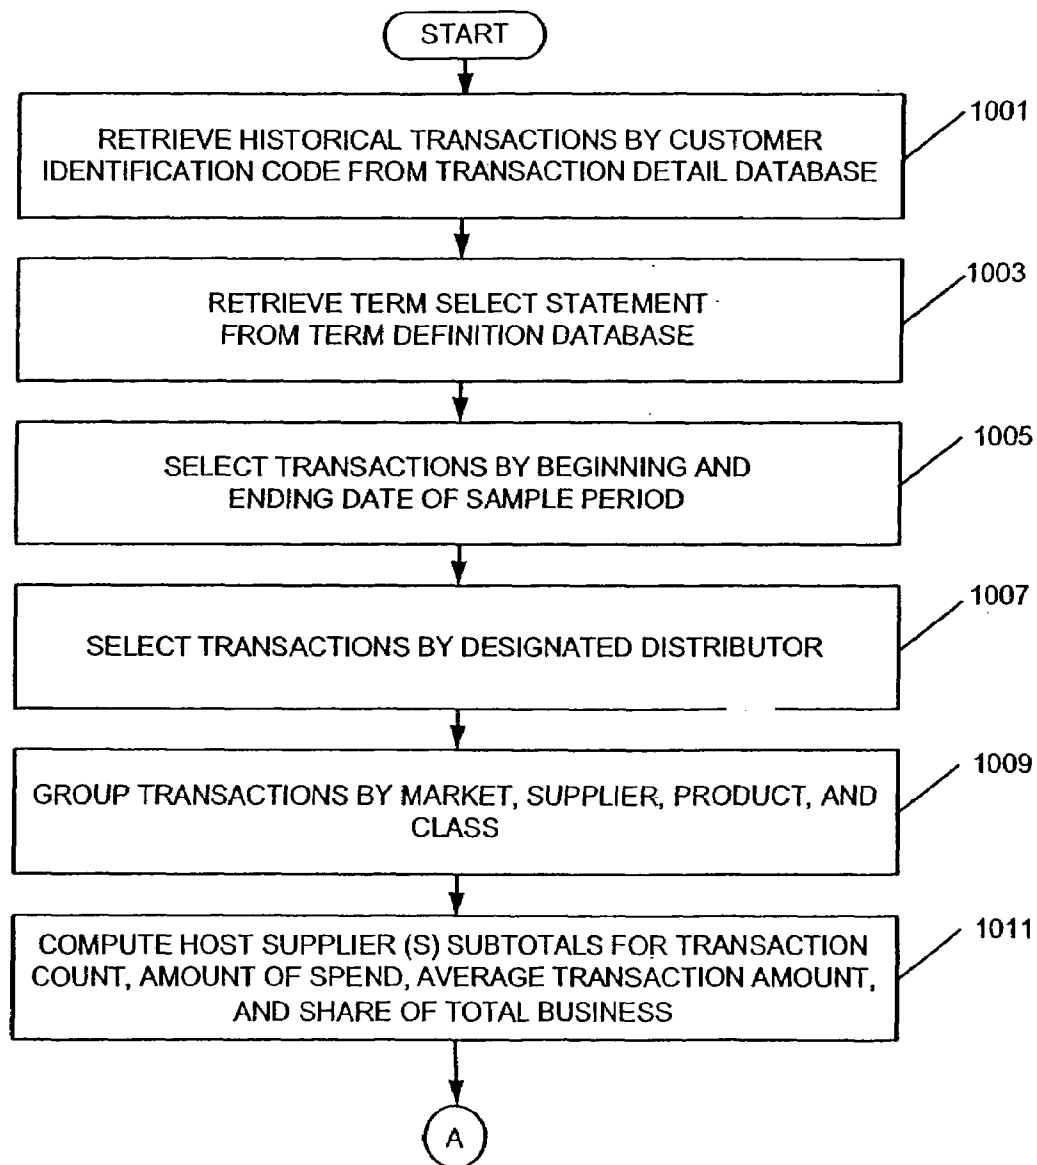 START
RETRIEVE HISTORICAL TRANSACTIONS BY CUSTOMER
IDENTIFICATION CODE FROM TRANSACTION DETAIL DATABASE
1001
RETRIEVE TERM SELECT STATEMENT
FROM TERM DEFINITION DATABASE
1003
SELECT TRANSACTIONS BY BEGINNING AND
ENDING DATE OF SAMPLE PERIOD
1005
SELECT TRANSACTIONS BY DESIGNATED DISTRIBUTOR
1007
GROUP TRANSACTIONS BY MARKET, SUPPLIER, PRODUCT, AND
CLASS
1009
COMPUTE HOST SUPPLIER (S) SUBTOTALS FOR TRANSACTION
COUNT, AMOUNT OF SPEND, AVERAGE TRANSACTION AMOUNT,
AND SHARE OF TOTAL BUSINESS
1011
A